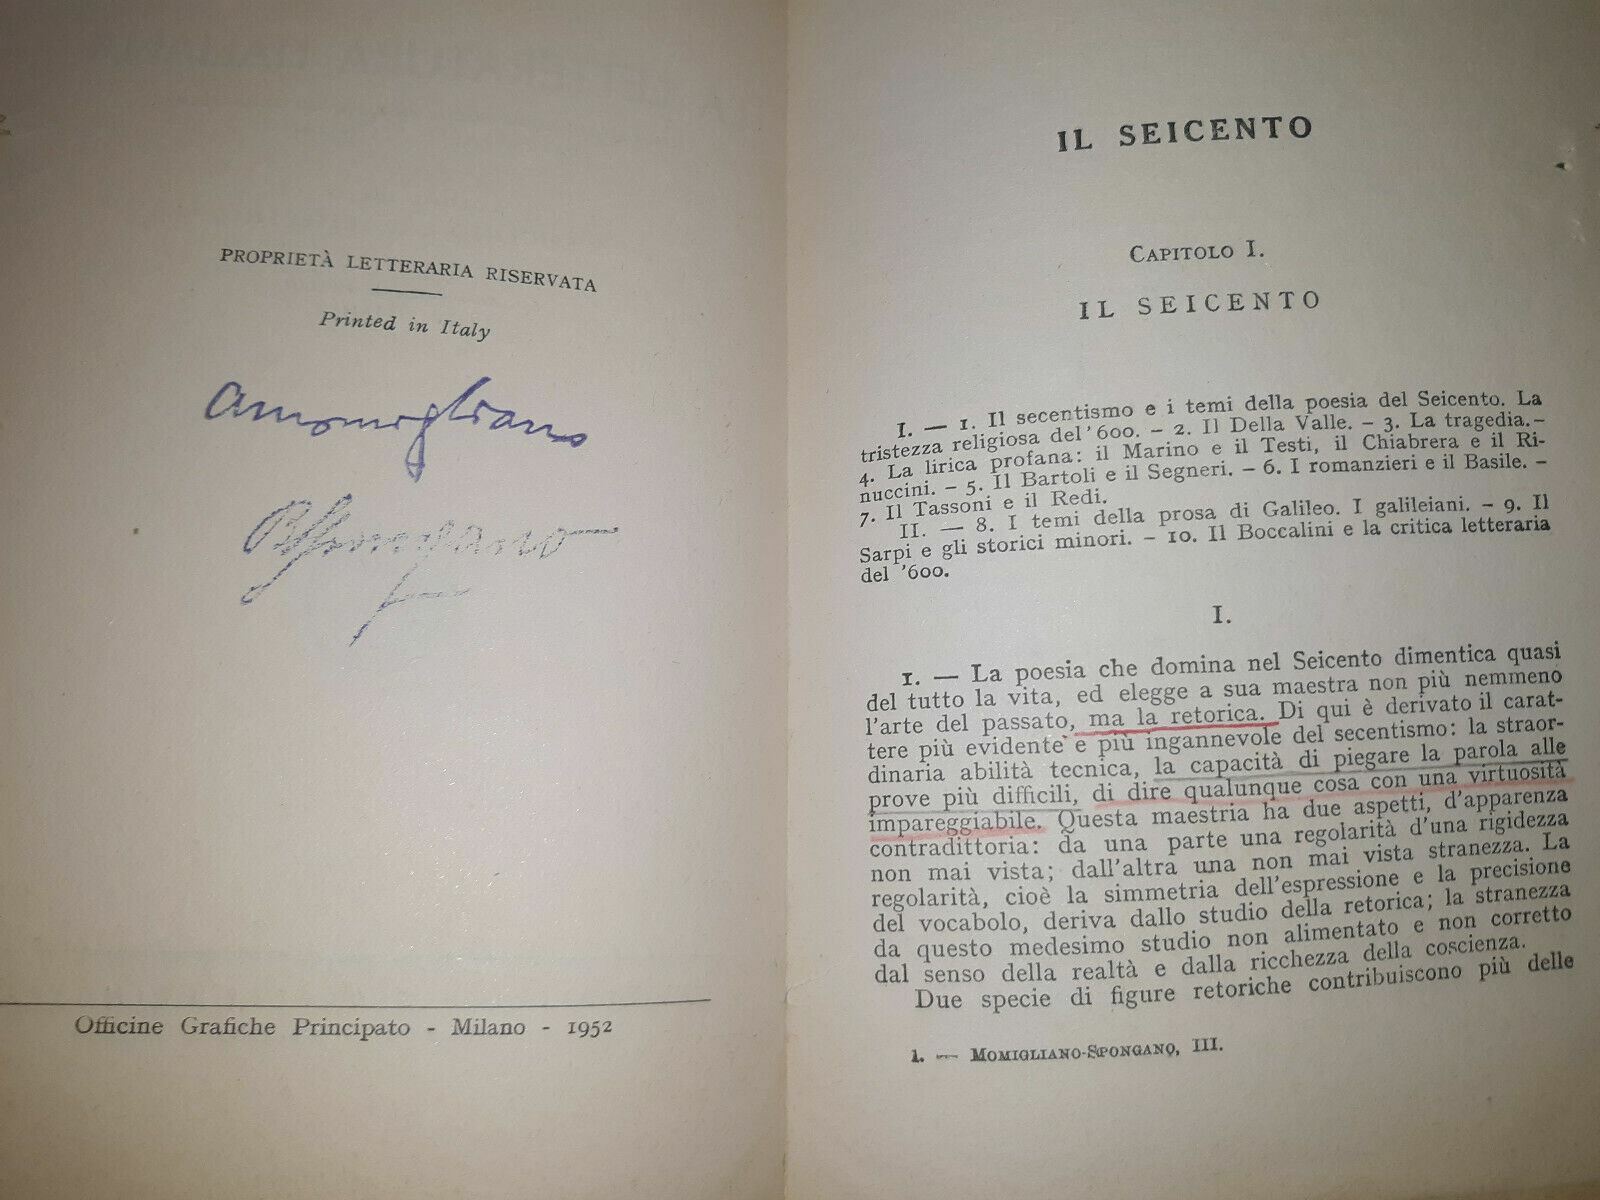 PROPRIETÀ LETTERARIA RISERVATA
Printed in Italy
AMomigliano
RSpongano
Officine Grafiche Principato - Milano - 1952
IL SEICENTO
CAPITOLO I.
IL SEICENTO
I. — 1. Il secentismo e i temi della poesia del Seicento. La
tristezza religiosa del '600. – 2. Il Della Valle. – 3. La tragedia. –
4. La lirica profana: il Marino e il Testi, il Chiabrera e il Ri-
nuccini. – 5. Il Bartoli e il Segneri. – 6. I romanzieri e il Basile. –
7. Il Tassoni e il Redi.
II. — 8. I temi della prosa di Galileo. I galileiani. – 9. Il
Sarpi e gli storici minori. – 10. Il Boccalini e la critica letteraria
del '600.
I.
1. — La poesia che domina nel Seicento dimentica quasi
del tutto la vita, ed elegge a sua maestra non più nemmeno
l'arte del passato, ma la retorica. Di qui è derivato il carat-
tere più evidente e più ingannevole del secentismo: la straor-
dinaria abilità tecnica, la capacità di piegare la parola alle
prove più difficili, di dire qualunque cosa con una virtuosità
impareggiabile. Questa maestria ha due aspetti, d'apparenza
contradittoria: da una parte una regolarità d'una rigidezza
non mai vista; dall'altra una non mai vista stranezza. La
regolarità, cioè la simmetria dell'espressione e la precisione
del vocabolo, deriva dallo studio della retorica; la stranezza
da questo medesimo studio non alimentato e non corretto
dal senso della realtà e dalla ricchezza della coscienza.
Due specie di figure retoriche contribuiscono più delle
1. — MOMIGLIANO-SPONGANO, III.